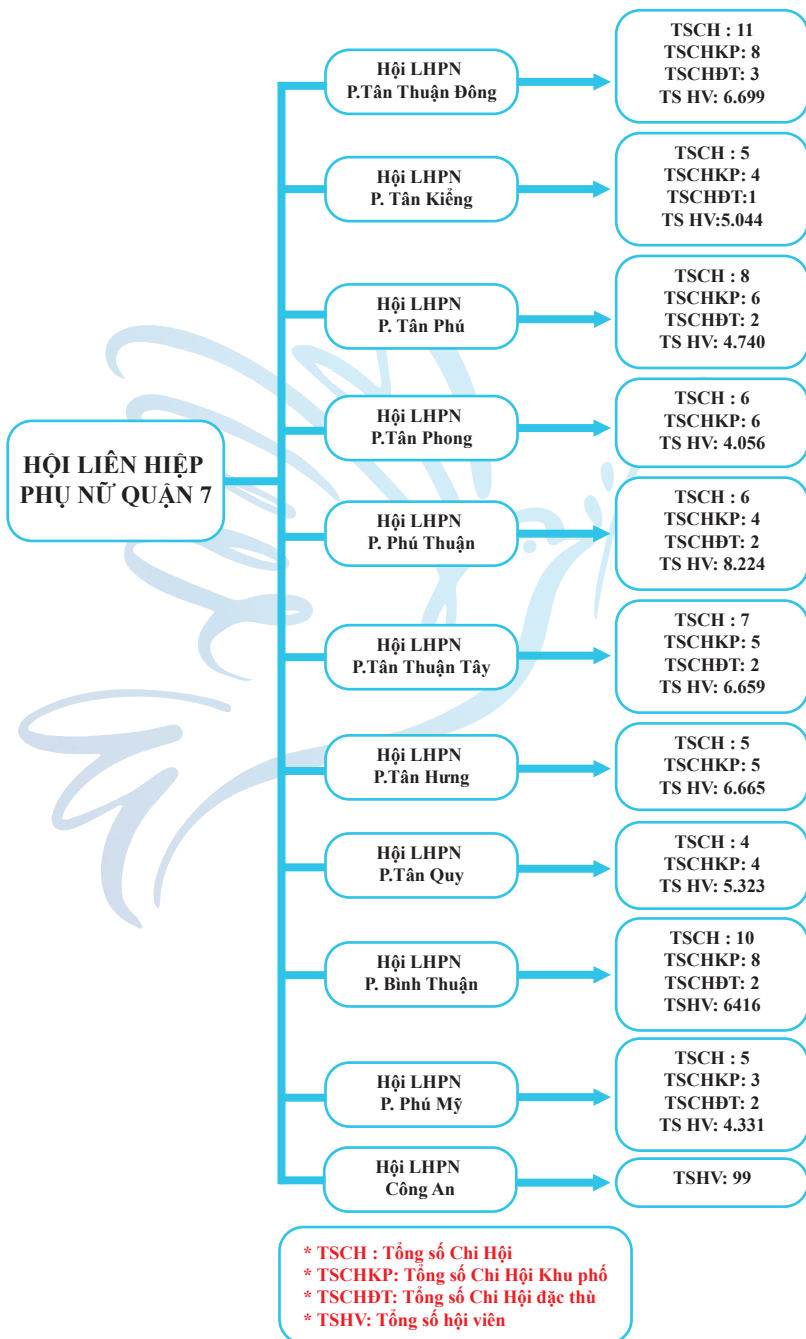 HỘI LIÊN HIỆP
PHỤ NỮ QUẬN 7
Hội LHPN
P.Tân Thuận Đông
TSCH : 11
TSCHKP: 8
TSCHĐT: 3
TS HV: 6.699
Hội LHPN
P. Tân Kiểng
TSCH : 5
TSCHKP: 4
TSCHĐT:1
TS HV:5.044
Hội LHPN
P. Tân Phú
TSCH : 8
TSCHKP: 6
TSCHĐT: 2
TS HV: 4.740
Hội LHPN
P.Tân Phong
TSCH : 6
TSCHKP: 6
TS HV: 4.056
Hội LHPN
P. Phú Thuận
TSCH : 6
TSCHKP: 4
TSCHĐT: 2
TS HV: 8.224
Hội LHPN
P.Tân Thuận Tây
TSCH : 7
TSCHKP: 5
TSCHĐT: 2
TS HV: 6.659
Hội LHPN
P.Tân Hưng
TSCH : 5
TSCHKP: 5
TS HV: 6.665
Hội LHPN
P.Tân Quy
TSCH : 4
TSCHKP: 4
TS HV: 5.323
Hội LHPN
P. Bình Thuận
TSCH : 10
TSCHKP: 8
TSCHĐT: 2
TSHV: 6416
Hội LHPN
P. Phú Mỹ
TSCH : 5
TSCHKP: 3
TSCHĐT: 2
TS HV: 4.331
Hội LHPN
Công An
TSHV: 99
* TSCH : Tổng số Chi Hội
* TSCHKP: Tổng số Chi Hội Khu phố
* TSCHĐT: Tổng số Chi Hội đặc thù
* TSHV: Tổng số hội viên